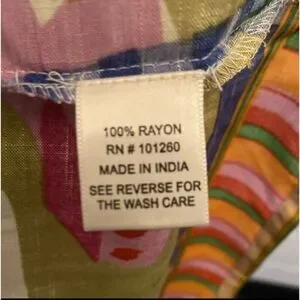 100% RAYON
RN # 101260
MADE IN INDIA
SEE REVERSE FOR
THE WASH CARE